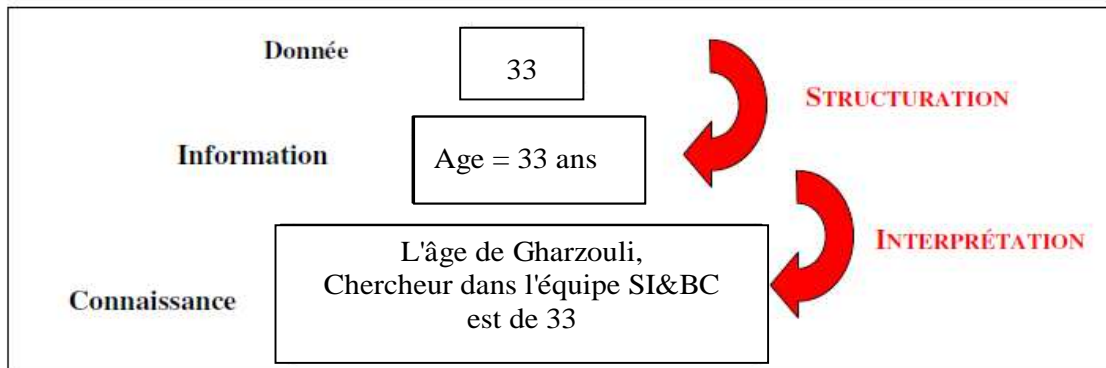 Donnée
33
STRUCTURATION
Information
Age = 33 ans
INTERPRÉTATION
Connaissance
L'âge de Gharzouli,
Chercheur dans l'équipe SI&BC
est de 33